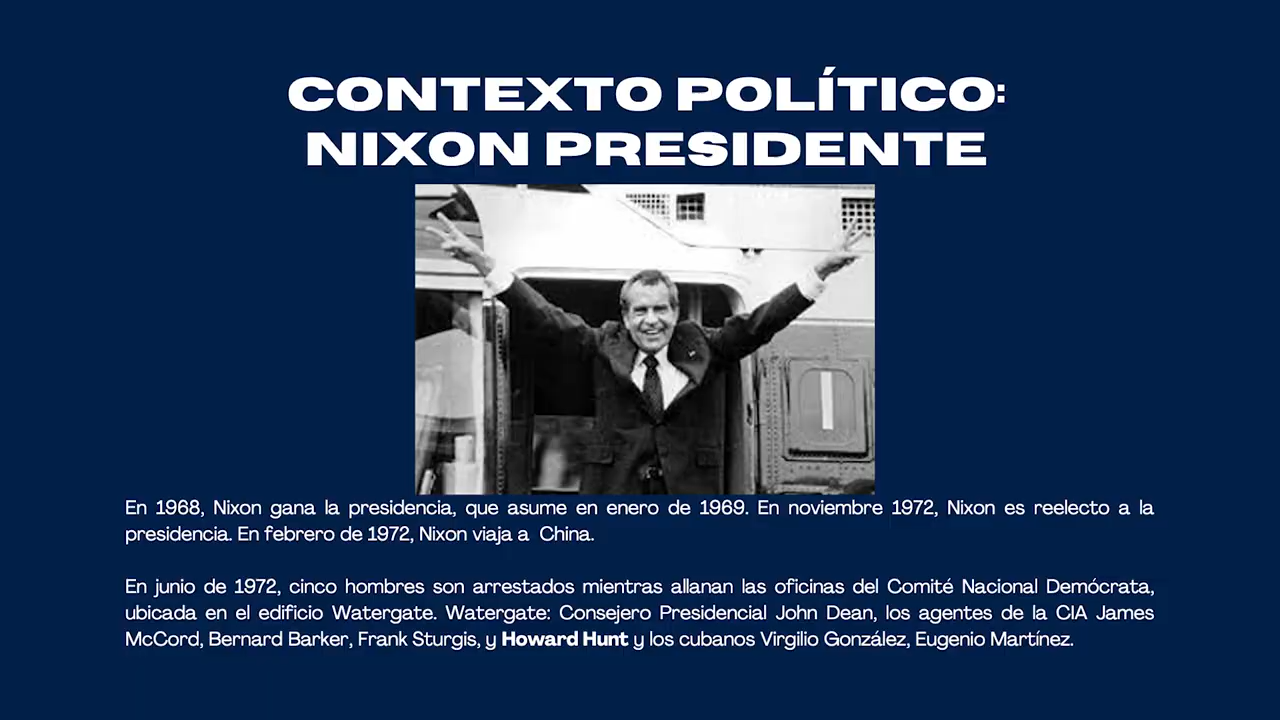 CONTEXTO POLÍTICO:
NIXON PRESIDENTE
En 1968, Nixon gana la presidencia, que asume en enero de 1969. En noviembre 1972, Nixon es reelecto a la
presidencia. En febrero de 1972, Nixon viaja a China.
En junio de 1972, cinco hombres son arrestados mientras allanan las oficinas del Comité Nacional Demócrata,
ubicada en el edificio Watergate. Watergate: Consejero Presidencial John Dean, los agentes de la CIA James
McCord, Bernard Barker, Frank Sturgis, y Howard Hunt y los cubanos Virgilio González, Eugenio Martínez.